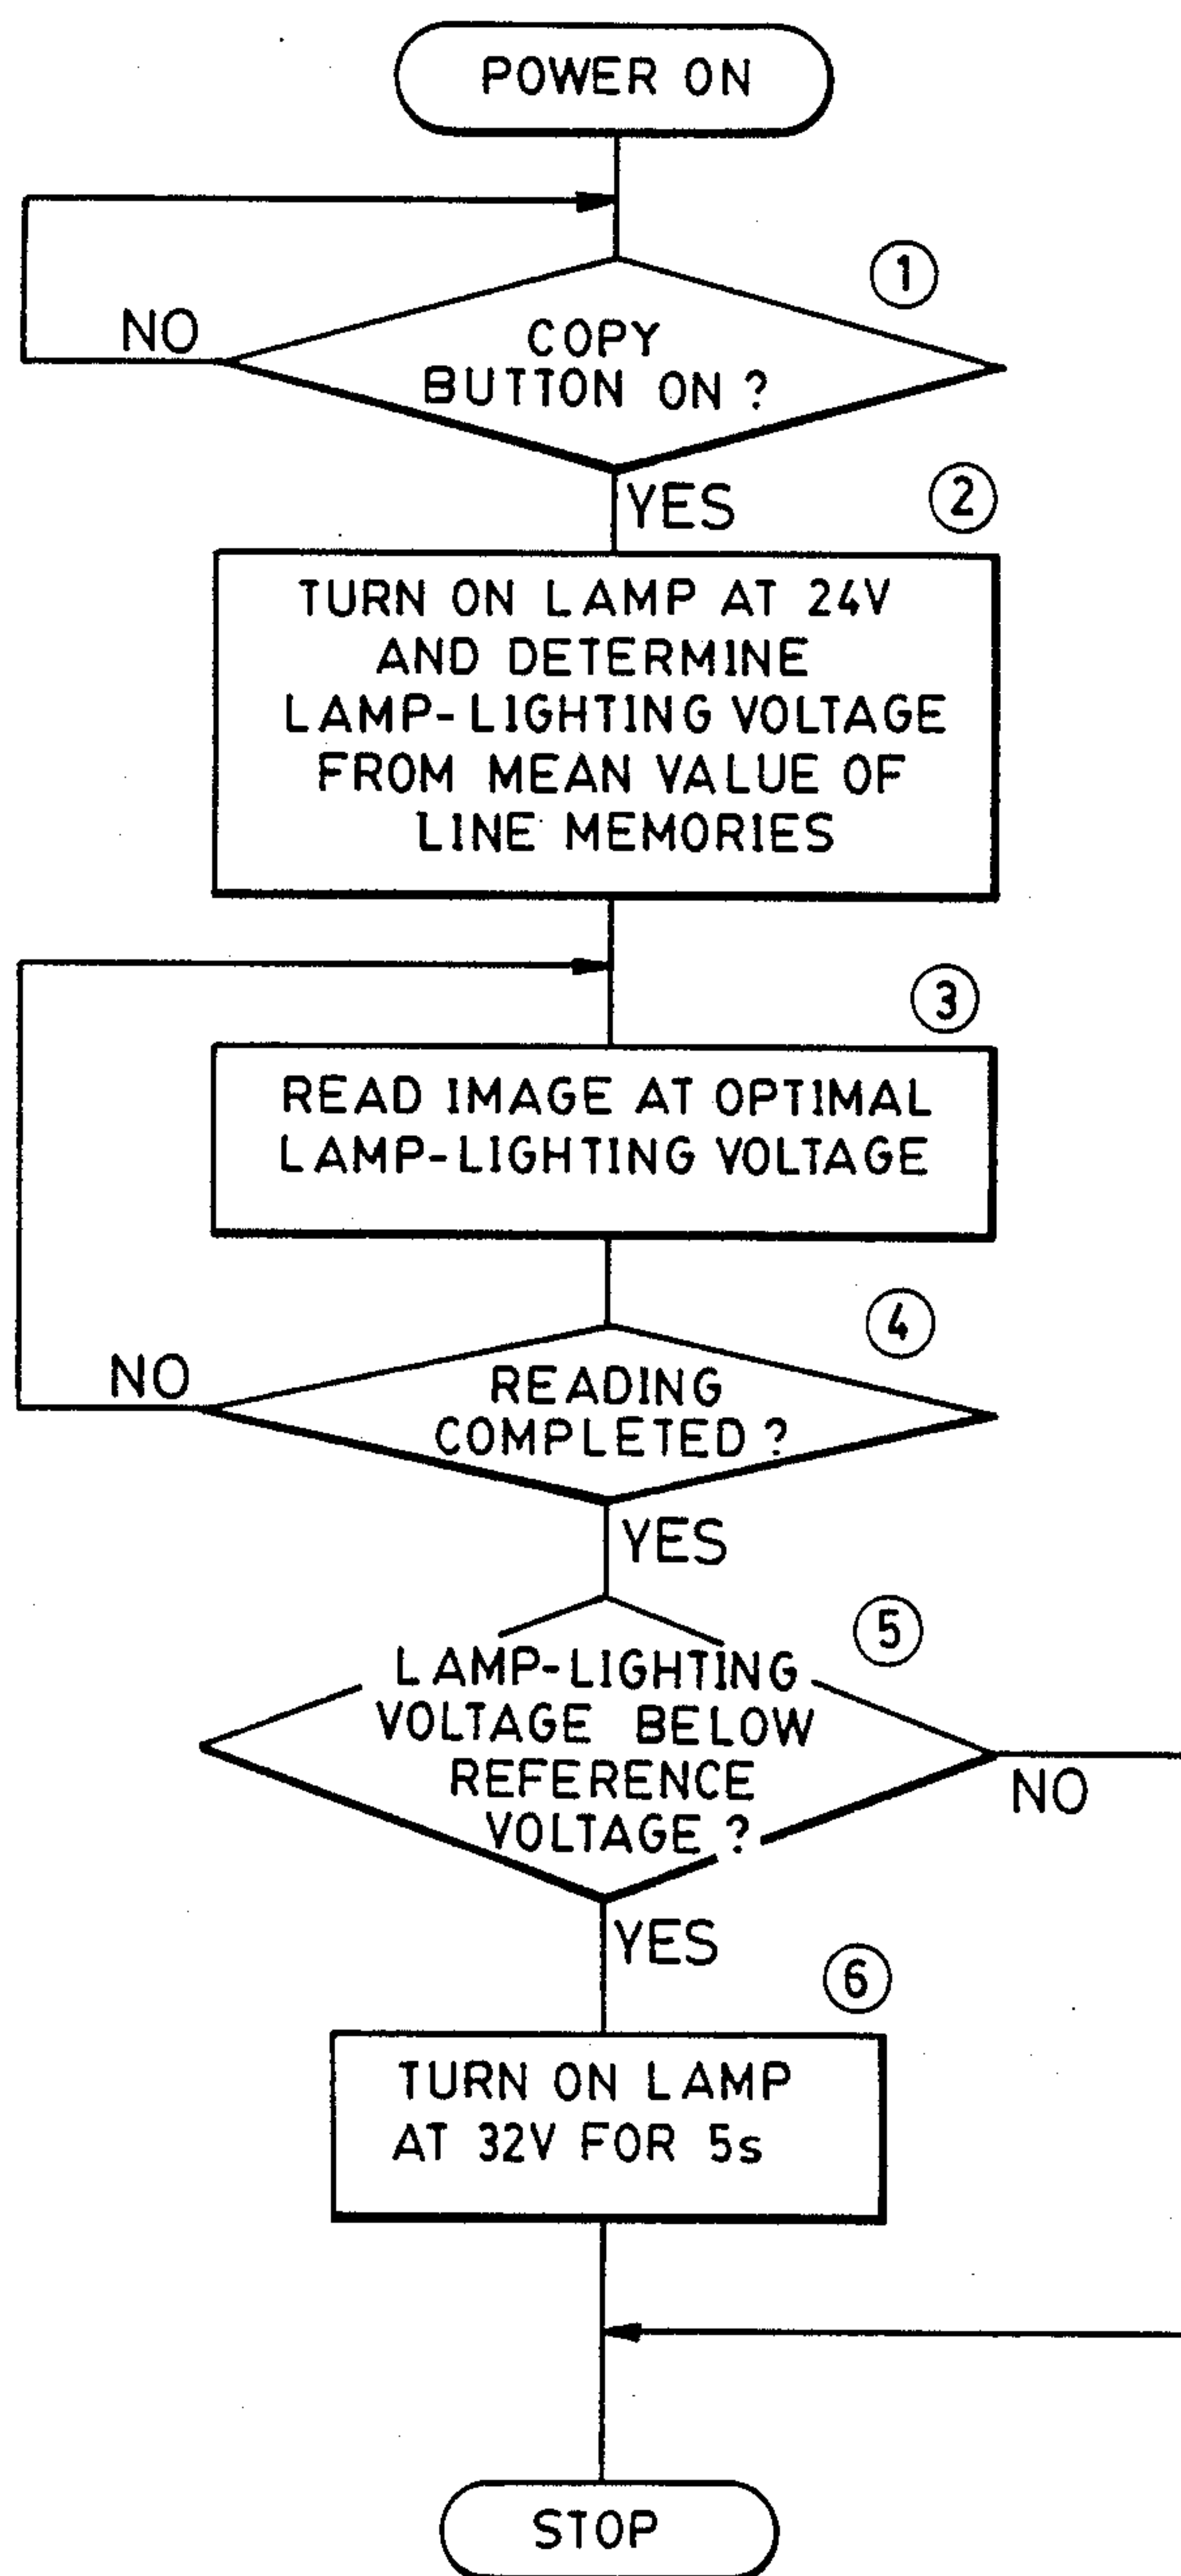 POWER ON
1
NO
COPY
BUTTON ON ?
YES
2
TURN ON LAMP AT 24V
AND DETERMINE
LAMP-LIGHTING VOLTAGE
FROM MEAN VALUE OF
LINE MEMORIES
3
READ IMAGE AT OPTIMAL
LAMP-LIGHTING VOLTAGE
4
NO
READING
COMPLETED ?
YES
5
LAMP-LIGHTING
VOLTAGE BELOW
REFERENCE
VOLTAGE ?
NO
YES
6
TURN ON LAMP
AT 32V FOR 5s
STOP